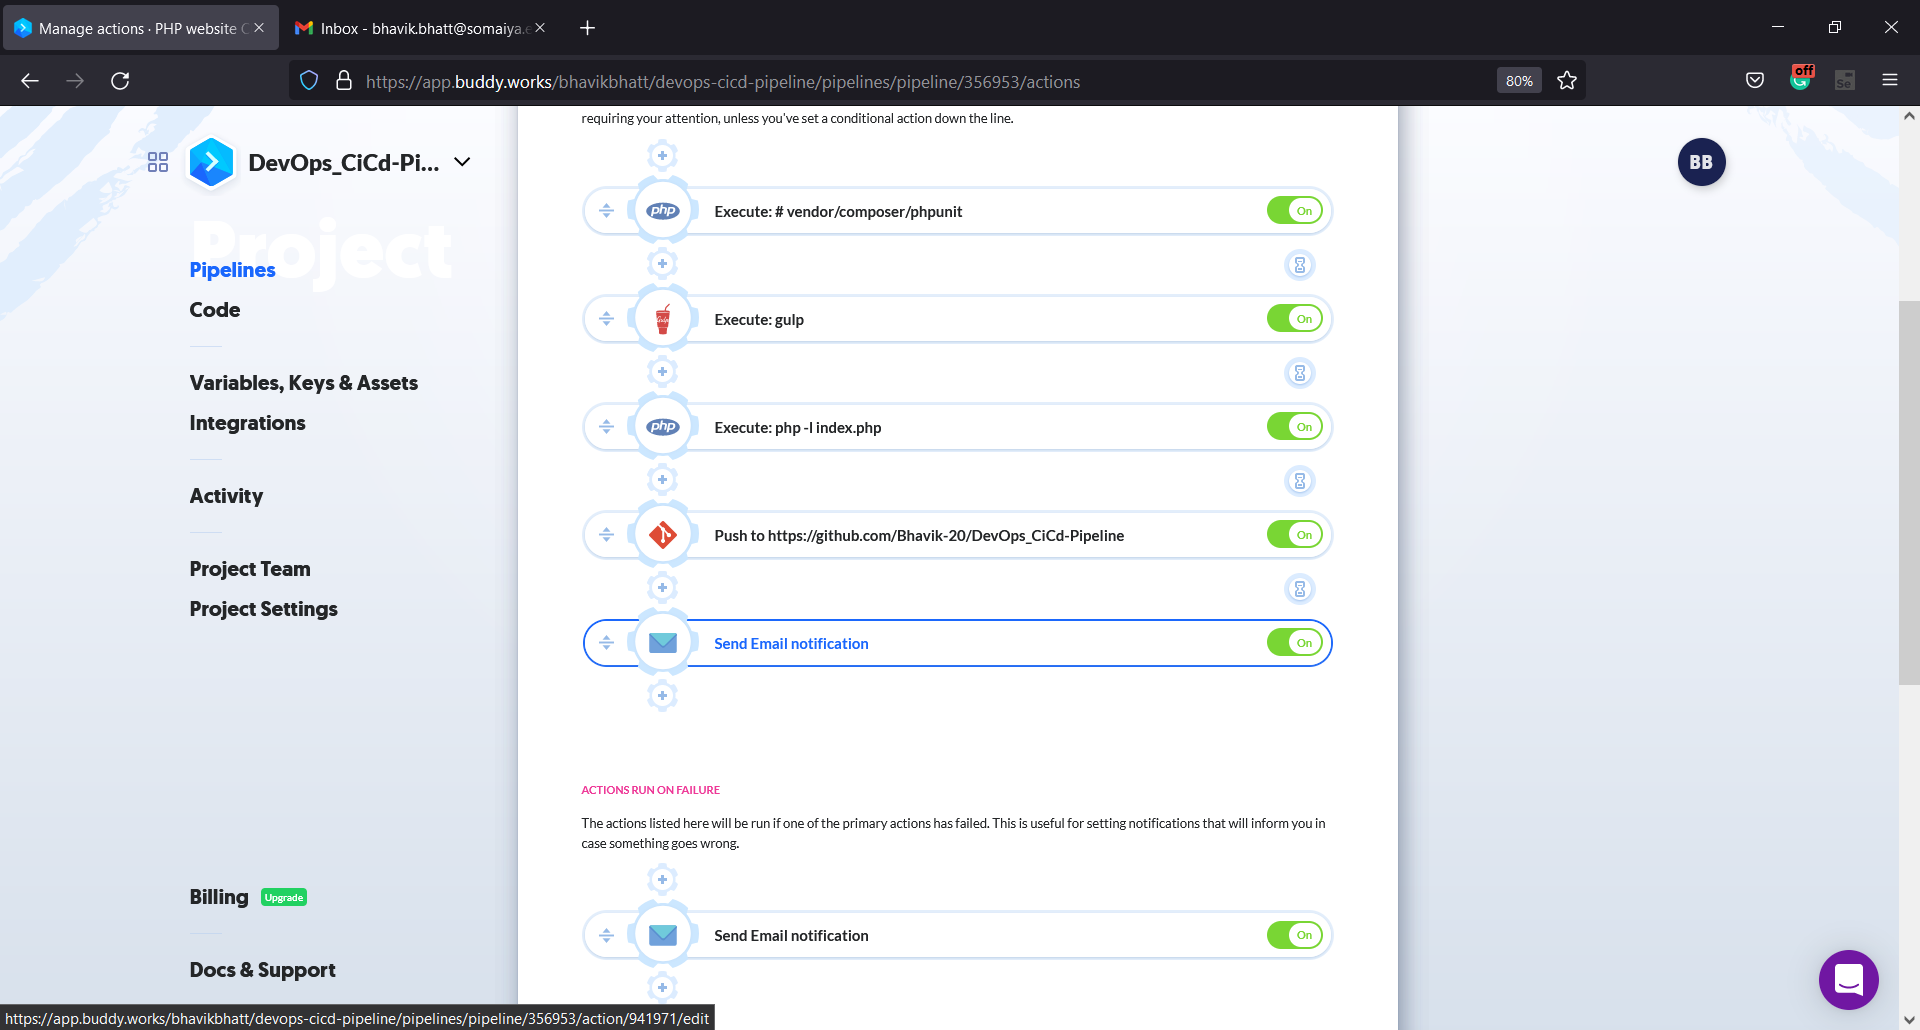 Manage actions · PHP website C
Inbox - bhavik.bhatt@somaiya.e
https://app.buddy.works/bhavikbhatt/devops-cicd-pipeline/pipelines/pipeline/356953/actions
80%
off
Se
requiring your attention, unless you've set a conditional action down the line.
DevOps_CiCd-Pi...
BB
Project
Pipelines
Code
Variables, Keys & Assets
Integrations
Activity
Project Team
Project Settings
Billing
Upgrade
Docs & Support
php
Execute: # vendor/composer/phpunit
On
Gulp
Execute: gulp
On
php
Execute: php -l index.php
On
Push to https://github.com/Bhavik-20/DevOps_CiCd-Pipeline
On
Send Email notification
On
ACTIONS RUN ON FAILURE
The actions listed here will be run if one of the primary actions has failed. This is useful for setting notifications that will inform you in
case something goes wrong.
Send Email notification
On
https://app.buddy.works/bhavikbhatt/devops-cicd-pipeline/pipelines/pipeline/356953/action/941971/edit